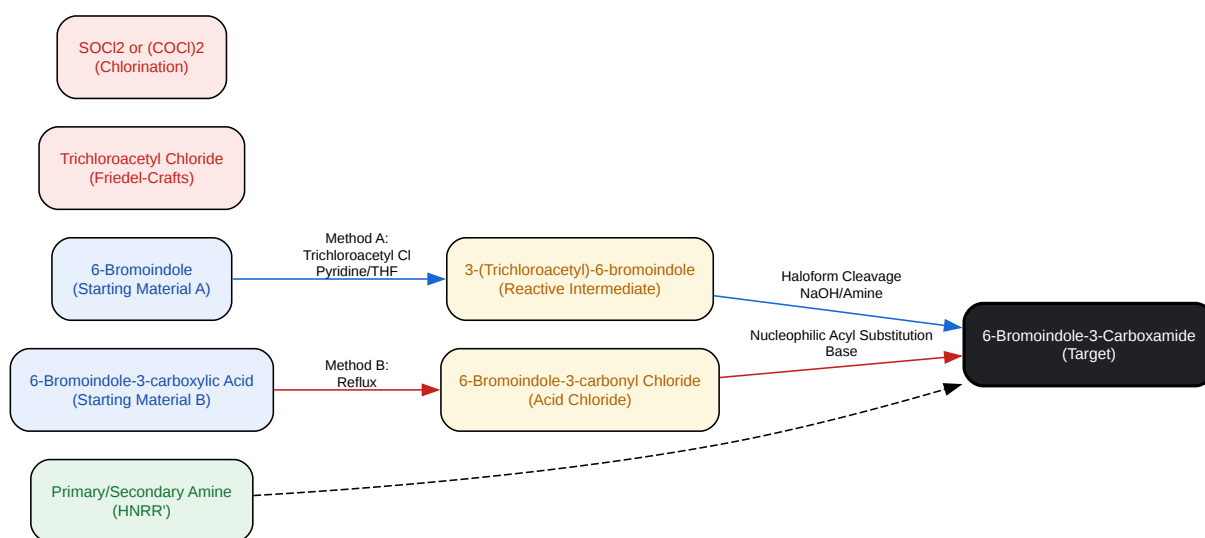 SOCl2 or (COCl)2
(Chlorination)
Trichloroacetyl Chloride
(Friedel-Crafts)
6-Bromoindole
(Starting Material A)
Method A:
Trichloroacetyl Cl
Pyridine/THF
3-(Trichloroacetyl)-6-bromoindole
(Reactive Intermediate)
Haloform Cleavage
NaOH/Amine
6-Bromoindole-3-carboxylic Acid
(Starting Material B)
Method B:
Reflux
6-Bromoindole-3-carbonyl Chloride
(Acid Chloride)
Nucleophilic Acyl Substitution
Base
6-Bromoindole-3-Carboxamide
(Target)
Primary/Secondary Amine
(HNRR')